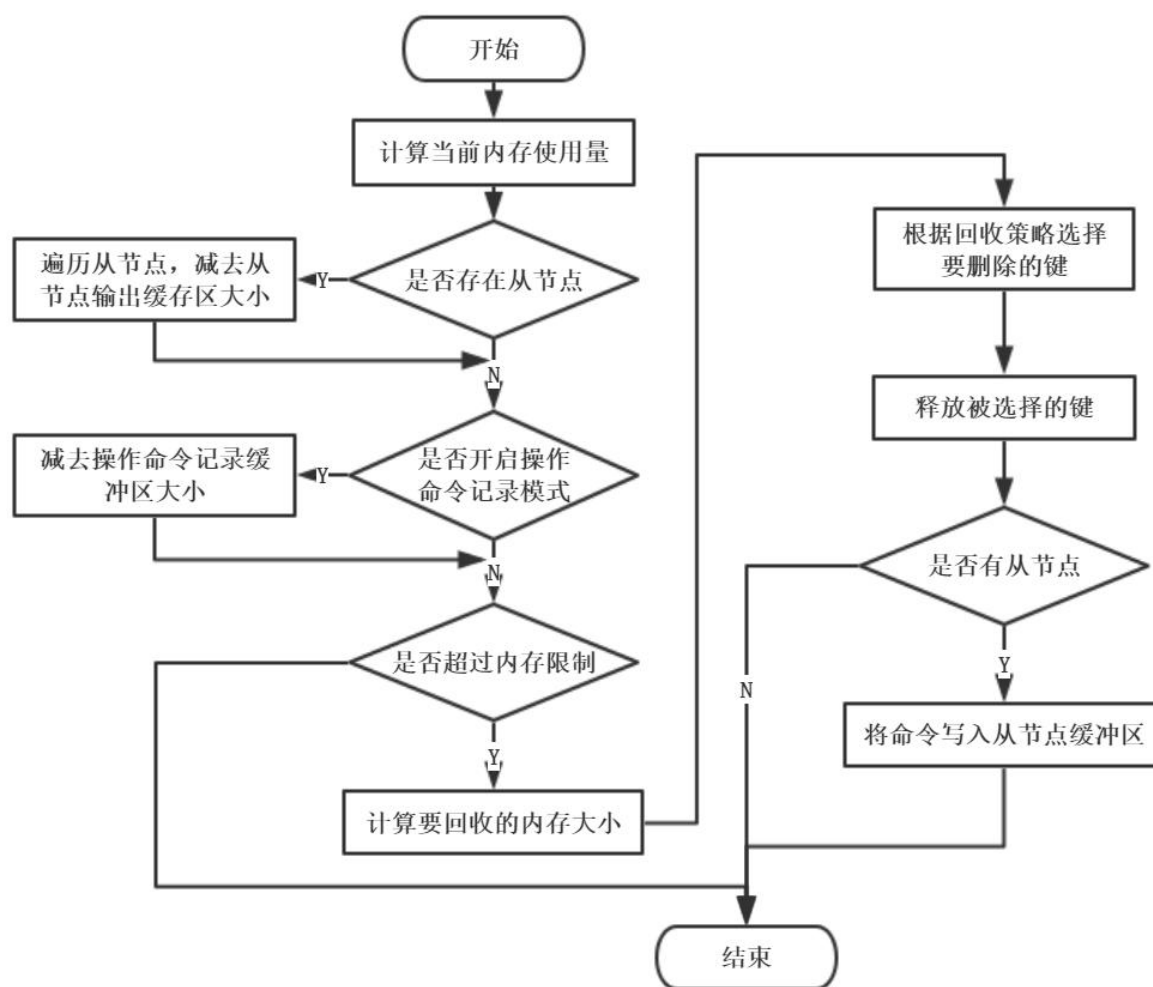 开始
计算当前内存使用量
是否存在从节点
Y
遍历从节点，减去从
节点输出缓存区大小
N
是否开启操作
命令记录模式
Y
减去操作命令记录缓
冲区大小
N
是否超过内存限制
Y
计算要回收的内存大小
根据回收策略选择
要删除的键
释放被选择的键
是否有从节点
N
Y
将命令写入从节点缓冲区
结束